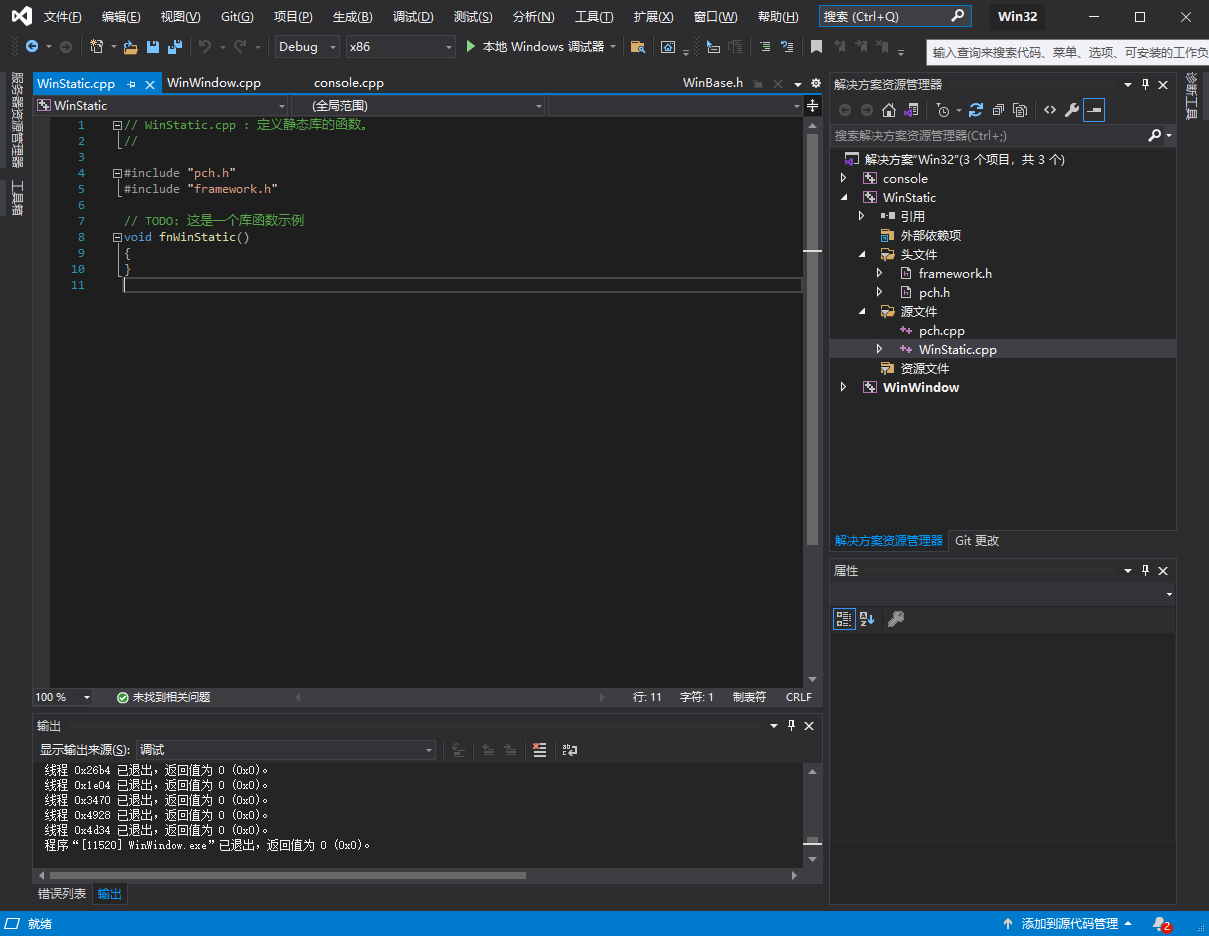 文件(F) 编辑(E) 视图(V) Git(G) 项目(P) 生成(B) 调试(D) 测试(S) 分析(N) 工具(T) 扩展(X) 窗口(W) 帮助(H) 搜索 (Ctrl+Q) Win32
Debug x86 本地 Windows 调试器
输入查询来搜索代码、菜单、选项、可安装的工作负
服务器资源管理器
工具箱
WinStatic.cpp WinWindow.cpp console.cpp WinBase.h
WinStatic (全局范围)
1 // WinStatic.cpp : 定义静态库的函数。
2 //
3
4 #include "pch.h"
5 #include "framework.h"
6
7 // TODO: 这是一个库函数示例
8 void fnWinStatic()
9 {
10 }
11
100 % 未找到相关问题 行: 11 字符: 1 制表符 CRLF
输出
显示输出来源(S): 调试
线程 0x26b4 已退出，返回值为 0 (0x0)。
线程 0x1e04 已退出，返回值为 0 (0x0)。
线程 0x3470 已退出，返回值为 0 (0x0)。
线程 0x4928 已退出，返回值为 0 (0x0)。
线程 0x4d34 已退出，返回值为 0 (0x0)。
程序“[11520] WinWindow.exe”已退出，返回值为 0 (0x0)。
错误列表 输出
解决方案资源管理器
搜索解决方案资源管理器(Ctrl+;)
解决方案"Win32"(3 个项目，共 3 个)
console
WinStatic
引用
外部依赖项
头文件
framework.h
pch.h
源文件
pch.cpp
WinStatic.cpp
资源文件
WinWindow
解决方案资源管理器 Git 更改
属性
诊断工具
就绪 添加到源代码管理 2